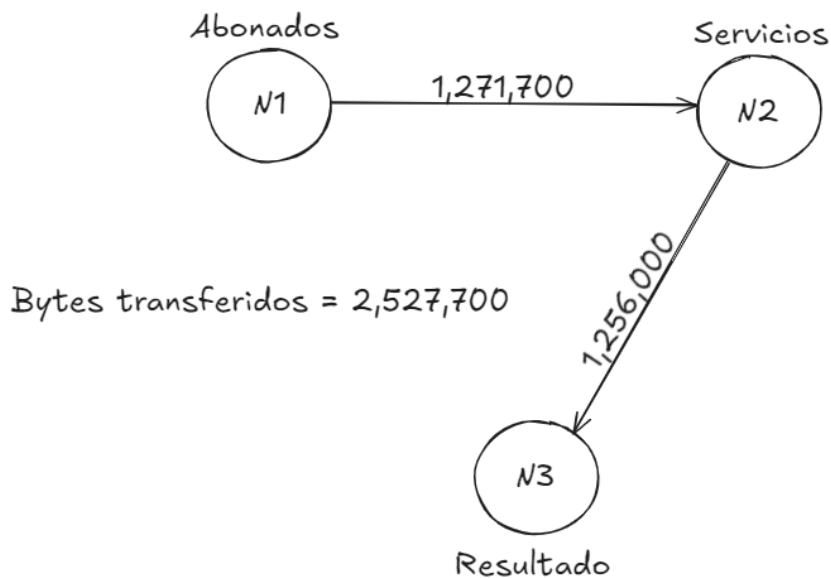 Abonados
Servicios
N1
1,271,700
N2
1,256,000
Bytes transferidos = 2,527,700
N3
Resultado